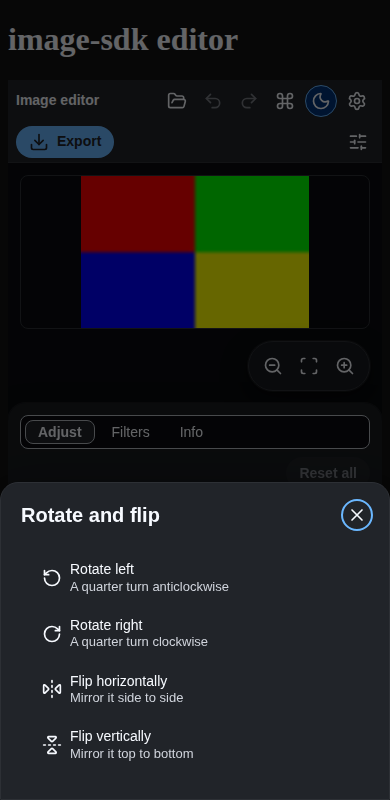 image-sdk editor
Image editor
Export
Adjust Filters Info
Reset all
Rotate and flip
Rotate left
A quarter turn anticlockwise
Rotate right
A quarter turn clockwise
Flip horizontally
Mirror it side to side
Flip vertically
Mirror it top to bottom